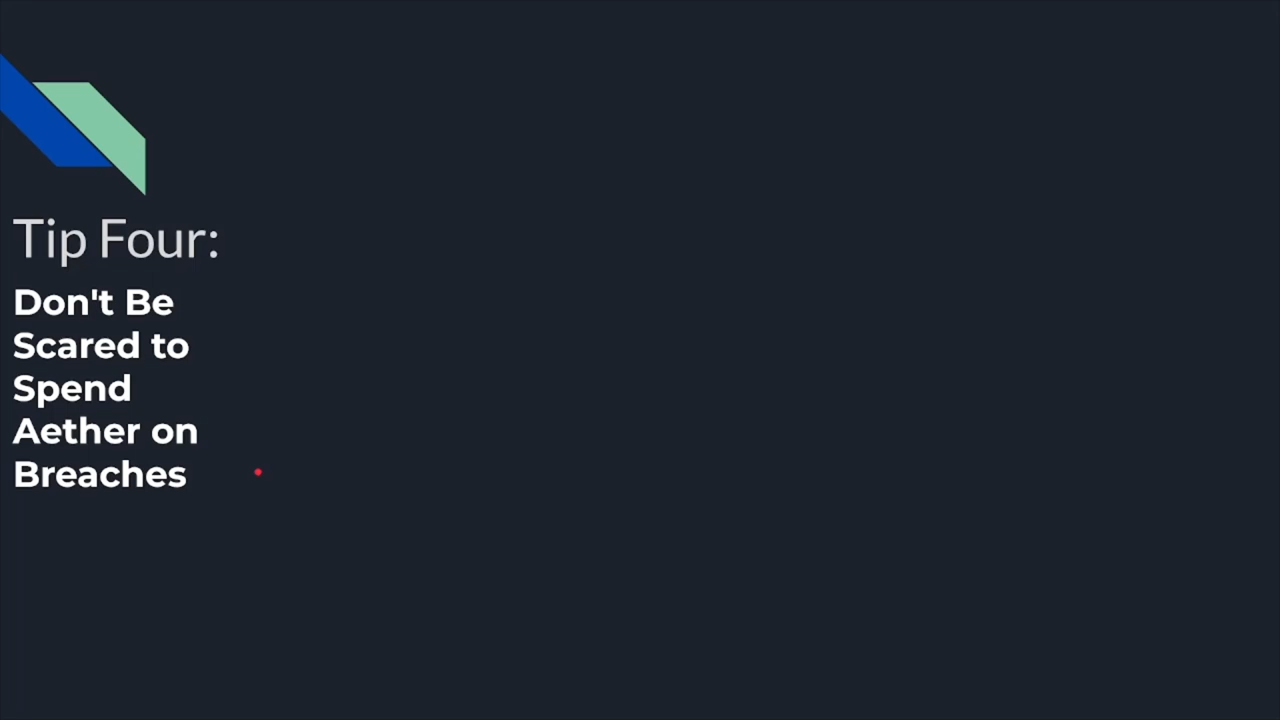 Tip Four:
Don't Be
Scared to
Spend
Aether on
Breaches